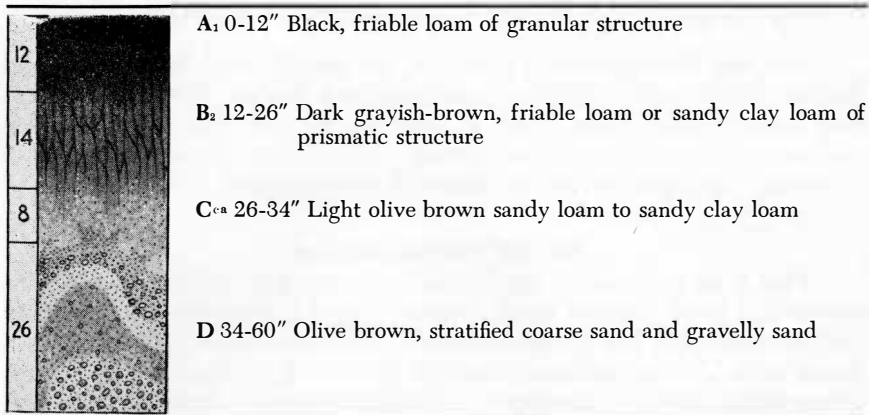 A₁ 0-12″ Black, friable loam of granular structure
12
B₂ 12-26″ Dark grayish-brown, friable loam or sandy clay loam of
prismatic structure
14
8
Cca 26-34″ Light olive brown sandy loam to sandy clay loam
26
D 34-60″ Olive brown, stratified coarse sand and gravelly sand